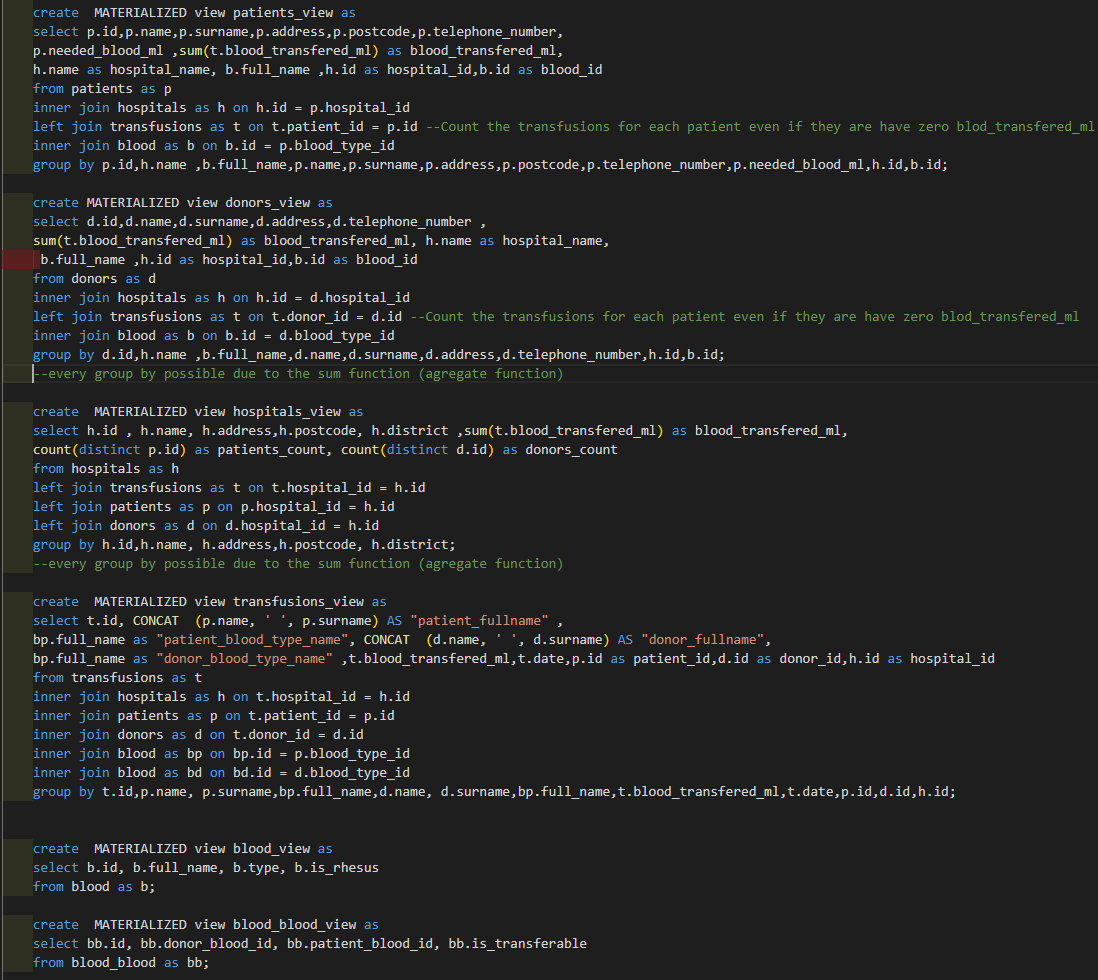 create  MATERIALIZED view patients_view as
select p.id,p.name,p.surname,p.address,p.postcode,p.telephone_number,
p.needed_blood_ml ,sum(t.blood_transfered_ml) as blood_transfered_ml,
h.name as hospital_name, b.full_name ,h.id as hospital_id,b.id as blood_id
from patients as p
inner join hospitals as h on h.id = p.hospital_id
left join transfusions as t on t.patient_id = p.id --Count the transfusions for each patient even if they are have zero blod_transfered_ml
inner join blood as b on b.id = p.blood_type_id
group by p.id,h.name ,b.full_name,p.name,p.surname,p.address,p.postcode,p.telephone_number,p.needed_blood_ml,h.id,b.id;
create MATERIALIZED view donors_view as
select d.id,d.name,d.surname,d.address,d.telephone_number ,
sum(t.blood_transfered_ml) as blood_transfered_ml, h.name as hospital_name,
 b.full_name ,h.id as hospital_id,b.id as blood_id
from donors as d
inner join hospitals as h on h.id = d.hospital_id
left join transfusions as t on t.donor_id = d.id --Count the transfusions for each patient even if they are have zero blod_transfered_ml
inner join blood as b on b.id = d.blood_type_id
group by d.id,h.name ,b.full_name,d.name,d.surname,d.address,d.telephone_number,h.id,b.id;
--every group by possible due to the sum function (agregate function)
create  MATERIALIZED view hospitals_view as
select h.id , h.name, h.address,h.postcode, h.district ,sum(t.blood_transfered_ml) as blood_transfered_ml,
count(distinct p.id) as patients_count, count(distinct d.id) as donors_count
from hospitals as h
left join transfusions as t on t.hospital_id = h.id
left join patients as p on p.hospital_id = h.id
left join donors as d on d.hospital_id = h.id
group by h.id,h.name, h.address,h.postcode, h.district;
--every group by possible due to the sum function (agregate function)
create  MATERIALIZED view transfusions_view as
select t.id, CONCAT  (p.name, ' ', p.surname) AS "patient_fullname" ,
bp.full_name as "patient_blood_type_name", CONCAT  (d.name, ' ', d.surname) AS "donor_fullname",
bp.full_name as "donor_blood_type_name" ,t.blood_transfered_ml,t.date,p.id as patient_id,d.id as donor_id,h.id as hospital_id
from transfusions as t
inner join hospitals as h on t.hospital_id = h.id
inner join patients as p on t.patient_id = p.id
inner join donors as d on t.donor_id = d.id
inner join blood as bp on bp.id = p.blood_type_id
inner join blood as bd on bd.id = d.blood_type_id
group by t.id,p.name, p.surname,bp.full_name,d.name, d.surname,bp.full_name,t.blood_transfered_ml,t.date,p.id,d.id,h.id;
create  MATERIALIZED view blood_view as
select b.id, b.full_name, b.type, b.is_rhesus
from blood as b;
create  MATERIALIZED view blood_blood_view as
select bb.id, bb.donor_blood_id, bb.patient_blood_id, bb.is_transferable
from blood_blood as bb;